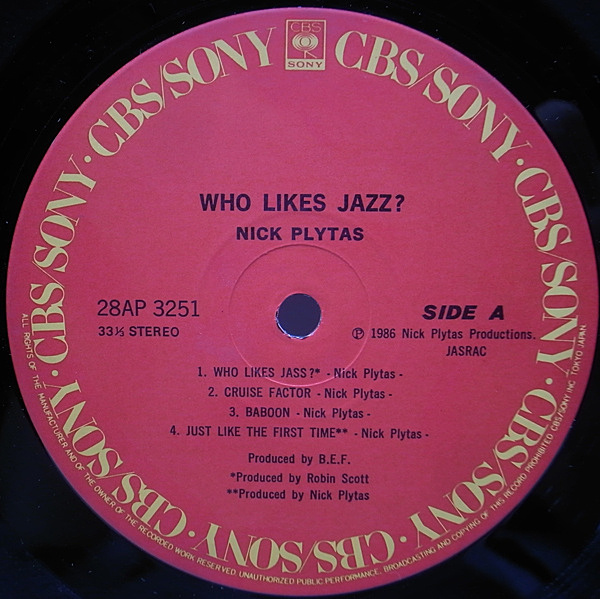 CBS
SONY
CBS/SONY · CBS/SONY · CBS/SONY · CBS/SONY · CBS/SONY · CBS/SONY · CBS/SONY · CBS/SONY
WHO LIKES JAZZ?
NICK PLYTAS
28AP 3251
33⅓ STEREO
SIDE A
Ⓟ 1986 Nick Plytas Productions.
JASRAC
1. WHO LIKES JASS?* - Nick Plytas -
2. CRUISE FACTOR - Nick Plytas -
3. BABOON - Nick Plytas -
4. JUST LIKE THE FIRST TIME** - Nick Plytas -
Produced by B.E.F.
*Produced by Robin Scott
**Produced by Nick Plytas
ALL RIGHTS OF THE MANUFACTURER AND OF THE OWNER OF THE RECORDED WORK RESERVED. UNAUTHORIZED PUBLIC PERFORMANCE, BROADCASTING AND COPYING OF THIS RECORD PROHIBITED CBS/SONY INC. TOKYO JAPAN